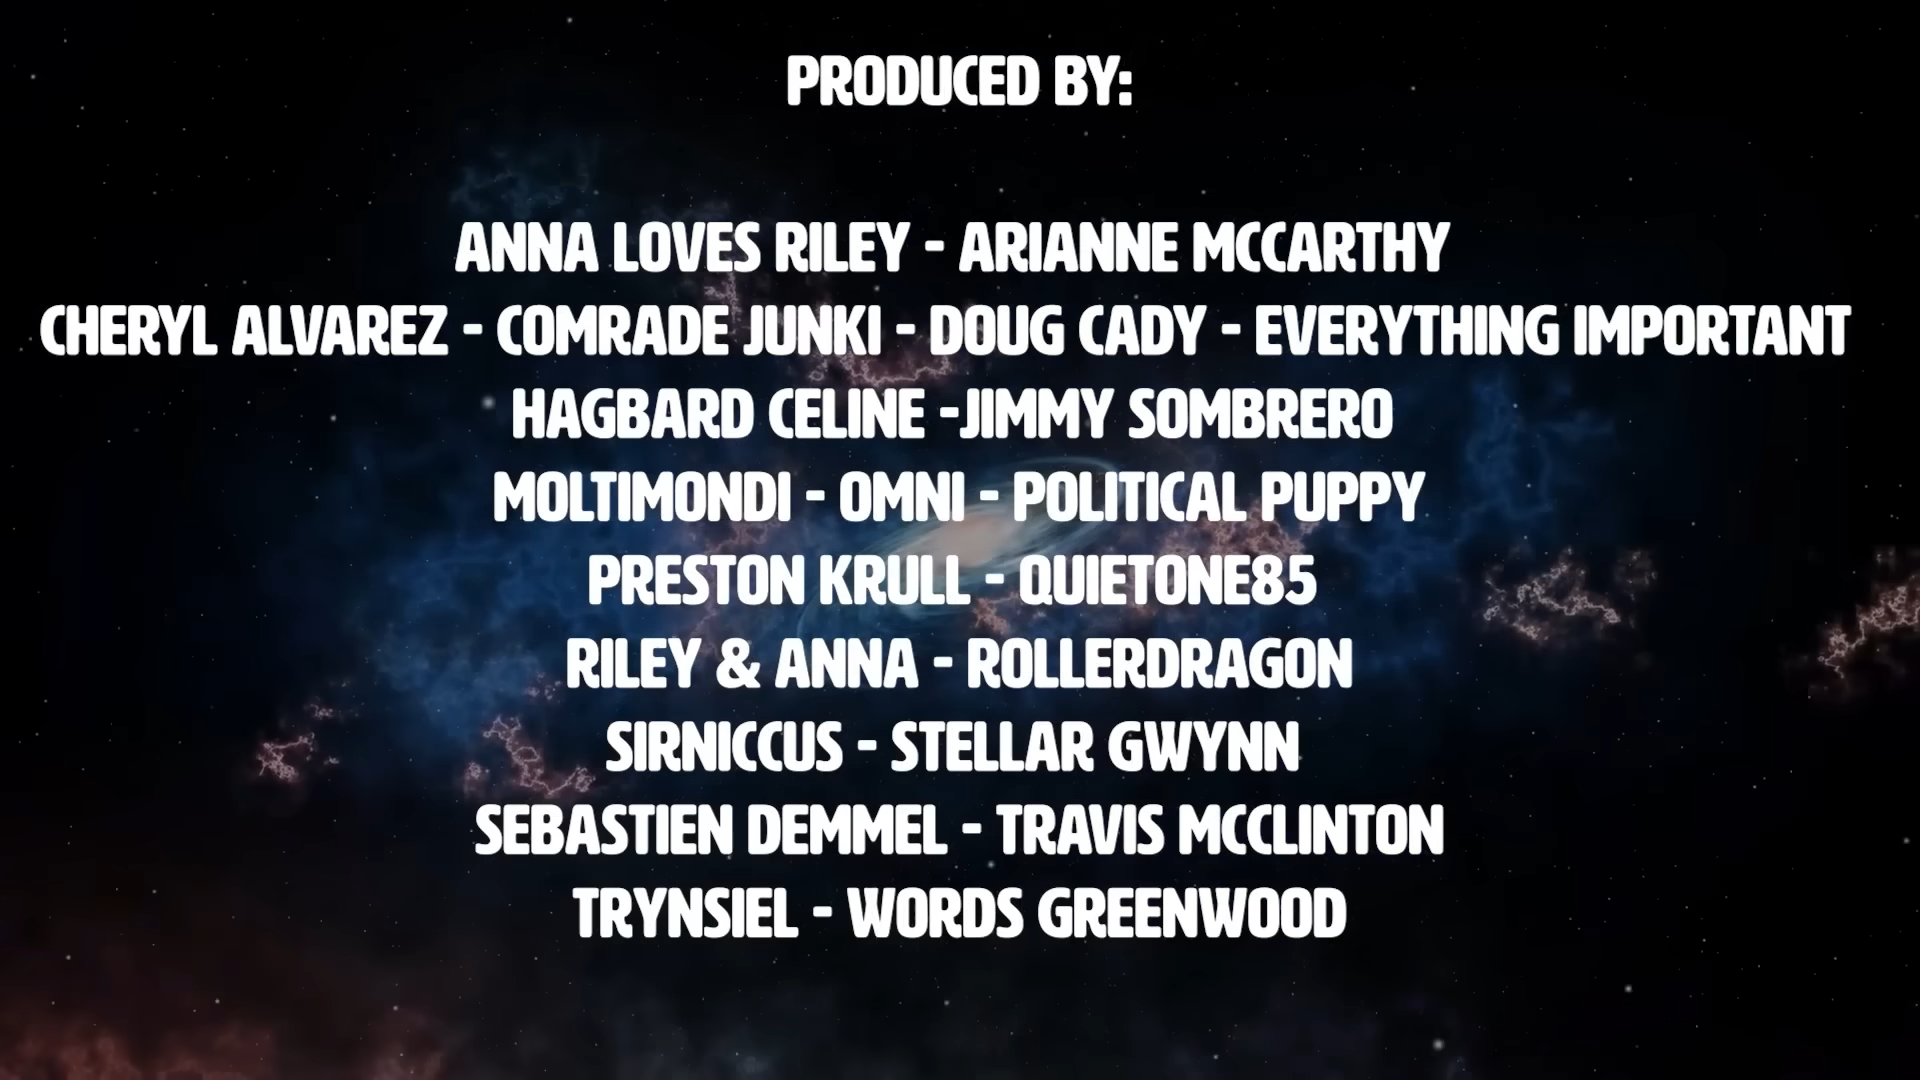 PRODUCED BY:
ANNA LOVES RILEY - ARIANNE MCCARTHY
CHERYL ALVAREZ - COMRADE JUNKI - DOUG CADY - EVERYTHING IMPORTANT
HAGBARD CELINE -JIMMY SOMBRERO
MOLTIMONDI - OMNI - POLITICAL PUPPY
PRESTON KRULL - QUIETONE85
RILEY & ANNA - ROLLERDRAGON
SIRNICCUS - STELLAR GWYNN
SEBASTIEN DEMMEL - TRAVIS MCCLINTON
TRYNSIEL - WORDS GREENWOOD